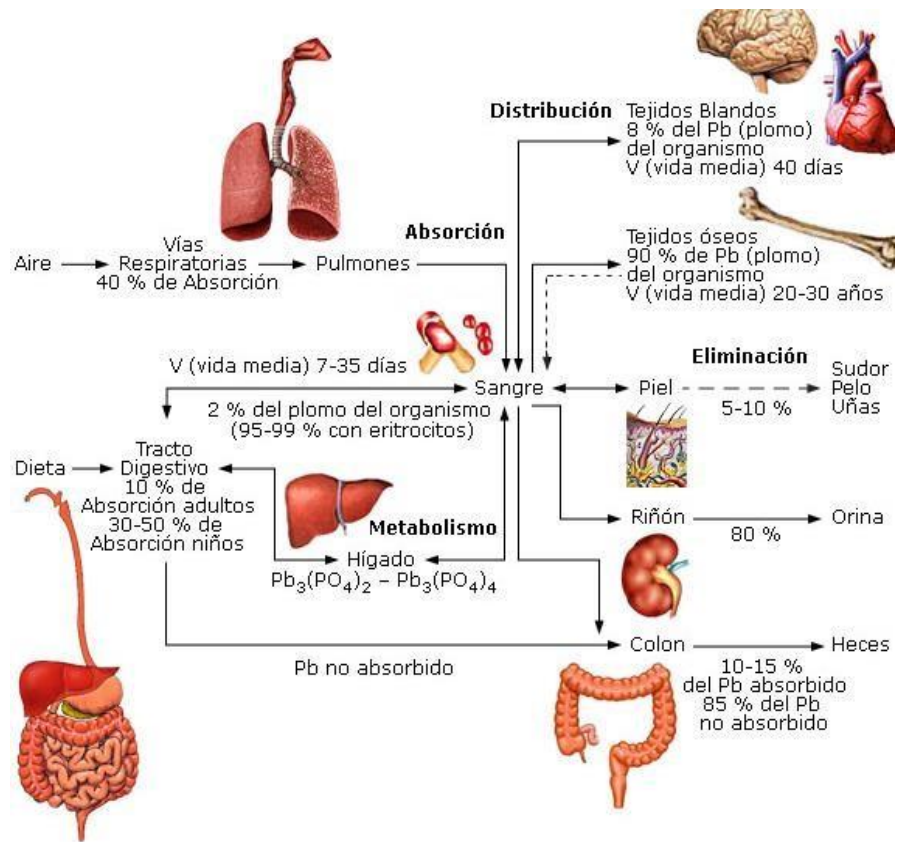 Distribución
Tejidos Blandos
8 % del Pb (plomo)
del organismo
V (vida media) 40 días
Absorción
Tejidos óseos
90 % de Pb (plomo)
del organismo
V (vida media) 20-30 años
Aire
Vías
Respiratorias
40 % de Absorción
Pulmones
V (vida media) 7-35 días
Sangre
2 % del plomo del organismo
(95-99 % con eritrocitos)
Eliminación
Piel
5-10 %
Sudor
Pelo
Uñas
Dieta
Tracto
Digestivo
10 % de
Absorción adultos
30-50 % de
Absorción niños
Metabolismo
Hígado
Pb₃(PO₄)₂ – Pb₃(PO₄)₄
Riñón
80 %
Orina
Pb no absorbido
Colon
10-15 %
del Pb absorbido
85 % del Pb
no absorbido
Heces